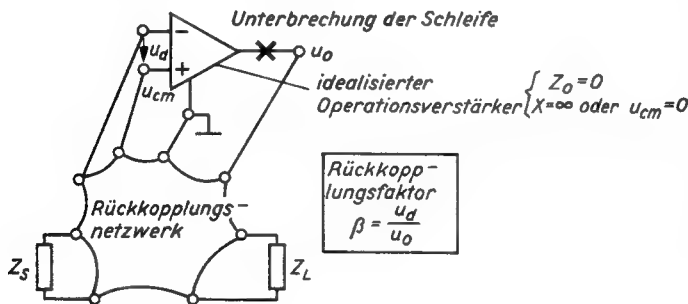 Unterbrechung der Schleife
−
u_d
+
u_cm
u_o
idealisierter
Operationsverstärker { Z_o = 0
X = ∞ oder u_cm = 0
Rückkopplungs-
netzwerk
Rückkopp-
lungsfaktor
β = u_d / u_o
Z_S
Z_L